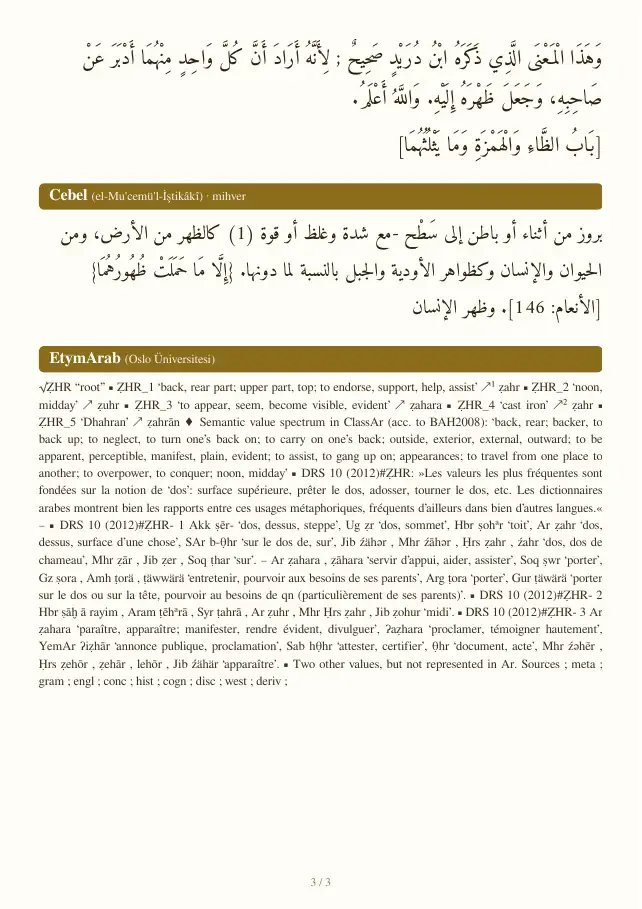 وَهَذَا الْمَعْنَى الَّذِي ذَكَرَهُ ابْنُ دُرَيْدٍ صَحِيحٌ ; لِأَنَّهُ أَرَادَ أَنَّ كُلَّ وَاحِدٍ مِنْهُمَا أَدْبَرَ عَنْ
صَاحِبِهِ، وَجَعَلَ ظَهْرَهُ إِلَيْهِ. وَاللَّهُ أَعْلَمُ.
[بَابُ الظَّاءِ وَالْهَمْزَةِ وَمَا يَثْلُثُهُمَا]
Cebel (el-Mu'cemü'l-İştikâkî) · mihver
بروز من أثناء أو باطن إلى سَطْح -مع شدة وغلظ أو قوة (1) كالظهر من الأرض، ومن
الحيوان والإنسان وكظواهر الأودية والجبل بالنسبة لما دونها. {إِلَّا مَا حَمَلَتْ ظُهُورُهُمَا}
[الأنعام: 146]. وظهر الإنسان
EtymArab (Oslo Üniversitesi)
√ẒHR “root” ▪ ẒHR_1 ‘back, rear part; upper part, top; to endorse, support, help, assist’ ↗¹ ẓahr ▪ ẒHR_2 ‘noon,
midday’ ↗ ẓuhr ▪ ẒHR_3 ‘to appear, seem, become visible, evident’ ↗ ẓahara ▪ ẒHR_4 ‘cast iron’ ↗² ẓahr ▪
ẒHR_5 ‘Dhahran’ ↗ ẓahrān ♦ Semantic value spectrum in ClassAr (acc. to BAH2008): ‘back, rear; backer, to
back up; to neglect, to turn one's back on; to carry on one's back; outside, exterior, external, outward; to be
apparent, perceptible, manifest, plain, evident; to assist, to gang up on; appearances; to travel from one place to
another; to overpower, to conquer; noon, midday’ ▪ DRS 10 (2012)#ẒHR: »Les valeurs les plus fréquentes sont
fondées sur la notion de ‘dos’: surface supérieure, prêter le dos, adosser, tourner le dos, etc. Les dictionnaires
arabes montrent bien les rapports entre ces usages métaphoriques, fréquents d'ailleurs dans bien d'autres langues.«
– ▪ DRS 10 (2012)#ẒHR- 1 Akk ṣēr- ‘dos, dessus, steppe’, Ug ẓr ‘dos, sommet’, Hbr ṣohᵃr ‘toit’, Ar ẓahr ‘dos,
dessus, surface d'une chose’, SAr b-θhr ‘sur le dos de, sur’, Jib źähər , Mhr źāhər , Ḥrs ẓahr , źahr ‘dos, dos de
chameau’, Mhr ẓār , Jib ẓer , Soq ṭhar ‘sur’. – Ar ẓahara , ẓāhara ‘servir d'appui, aider, assister’, Soq ṣwr ‘porter’,
Gz ṣora , Amh ṭorä , ṭäwwärä ‘entretenir, pourvoir aux besoins de ses parents’, Arg ṭora ‘porter’, Gur ṭäwärä ‘porter
sur le dos ou sur la tête, pourvoir au besoins de qn (particulièrement de ses parents)’. ▪ DRS 10 (2012)#ẒHR- 2
Hbr ṣāḥ̮ ā rayim , Aram ṭēhᵃrā , Syr ṭahrā , Ar ẓuhr , Mhr Ḥrs ẓahr , Jib ẓohur ‘midi’. ▪ DRS 10 (2012)#ẒHR- 3 Ar
ẓahara ‘paraître, apparaître; manifester, rendre évident, divulguer’, ʔaẓhara ‘proclamer, témoigner hautement’,
YemAr ʔiẓhār ‘annonce publique, proclamation’, Sab hθhr ‘attester, certifier’, θhr ‘document, acte’, Mhr źəhēr ,
Ḥrs ẓehōr , ẓehār , lehōr , Jib źähär ‘apparaître’. ▪ Two other values, but not represented in Ar. Sources ; meta ;
gram ; engl ; conc ; hist ; cogn ; disc ; west ; deriv ;
3 / 3